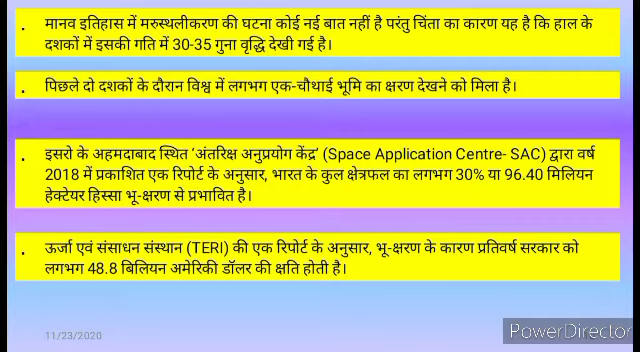 . मानव इतिहास में मरुस्थलीकरण की घटना कोई नई बात नहीं है परंतु चिंता का कारण यह है कि हाल के
दशकों में इसकी गति में 30-35 गुना वृद्धि देखी गई है।
. पिछले दो दशकों के दौरान विश्व में लगभग एक-चौथाई भूमि का क्षरण देखने को मिला है।
. इसरो के अहमदाबाद स्थित ‘अंतरिक्ष अनुप्रयोग केंद्र’ (Space Application Centre- SAC) द्वारा वर्ष
2018 में प्रकाशित एक रिपोर्ट के अनुसार, भारत के कुल क्षेत्रफल का लगभग 30% या 96.40 मिलियन
हेक्टेयर हिस्सा भू-क्षरण से प्रभावित है।
. ऊर्जा एवं संसाधन संस्थान (TERI) की एक रिपोर्ट के अनुसार, भू-क्षरण के कारण प्रतिवर्ष सरकार को
लगभग 48.8 बिलियन अमेरिकी डॉलर की क्षति होती है।
11/23/2020
PowerDirector